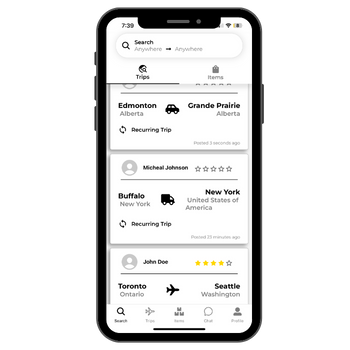 7:39
Search
Anywhere Anywhere
Trips Items
Edmonton Grande Prairie
Alberta Alberta
Recurring Trip
Posted 3 seconds ago
Micheal Johnson
Buffalo New York
New York United States of
America
Recurring Trip
Posted 23 minutes ago
John Doe
Toronto Seattle
Ontario Washington
Search Trips Items Chat Profile